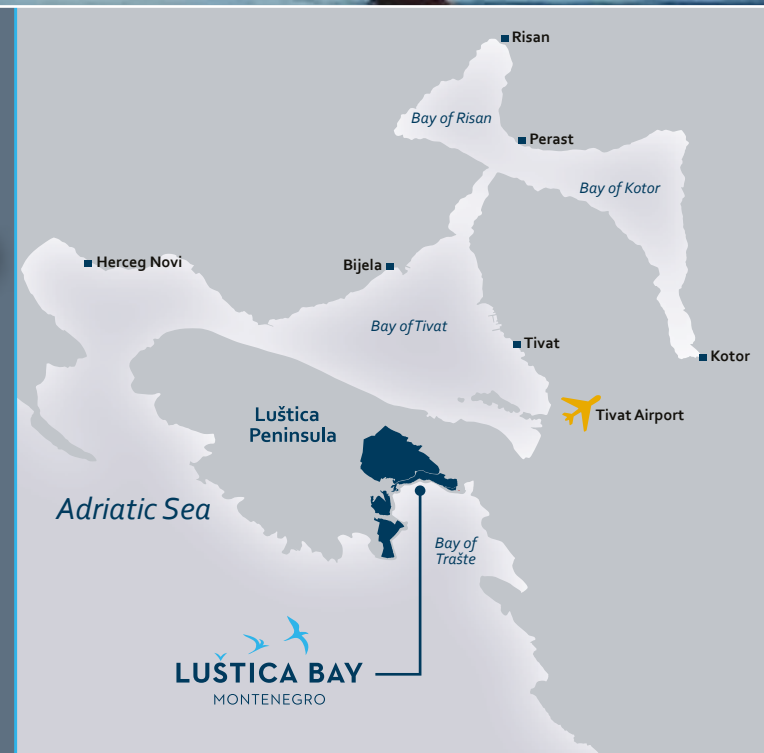 Risan
Bay of Risan
Perast
Bay of Kotor
Herceg Novi
Bijela
Bay of Tivat
Tivat
Kotor
Tivat Airport
Luštica
Peninsula
Adriatic Sea
Bay of
Trašte
LUŠTICA BAY
MONTENEGRO